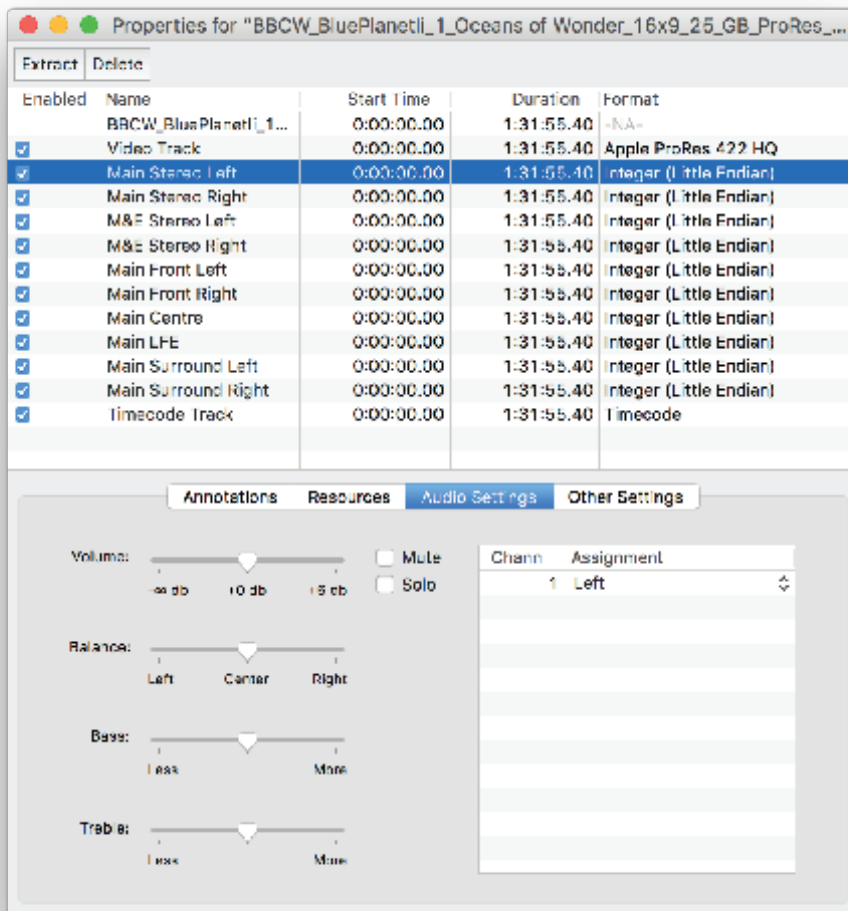 Properties for "BBCW_BluePlanetII_1_Oceans of Wonder_16x9_25_GB_ProRes_...
Extract Delete
Enabled Name Start Time Duration Format
BBCW_BluePlanetII_1... 0:00:00.00 1:31:55.40 -NA-
Video Track 0:00:00.00 1:31:55.40 Apple ProRes 422 HQ
Main Stereo Left 0:00:00.00 1:31:55.40 Integer (Little Endian)
Main Stereo Right 0:00:00.00 1:31:55.40 Integer (Little Endian)
M&E Stereo Left 0:00:00.00 1:31:55.40 Integer (Little Endian)
M&E Stereo Right 0:00:00.00 1:31:55.40 Integer (Little Endian)
Main Front Left 0:00:00.00 1:31:55.40 Integer (Little Endian)
Main Front Right 0:00:00.00 1:31:55.40 Integer (Little Endian)
Main Centre 0:00:00.00 1:31:55.40 Integer (Little Endian)
Main LFE 0:00:00.00 1:31:55.40 Integer (Little Endian)
Main Surround Left 0:00:00.00 1:31:55.40 Integer (Little Endian)
Main Surround Right 0:00:00.00 1:31:55.40 Integer (Little Endian)
Timecode Track 0:00:00.00 1:31:55.40 Timecode
Annotations Resources Audio Settings Other Settings
Volume: Mute Chann Assignment
-∞ db +0 db +6 db Solo 1 Left
Balance:
Left Center Right
Bass:
Less More
Treble:
Less More